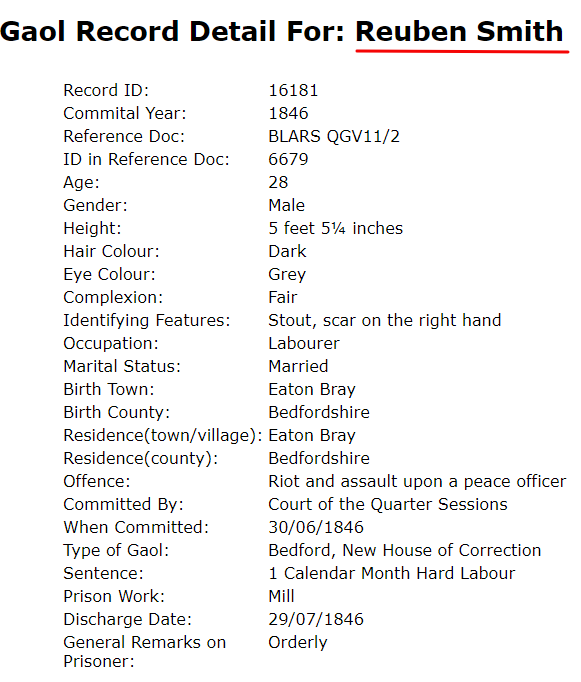 Gaol Record Detail For: Reuben Smith
Record ID: 16181
Commital Year: 1846
Reference Doc: BLARS QGV11/2
ID in Reference Doc: 6679
Age: 28
Gender: Male
Height: 5 feet 5¼ inches
Hair Colour: Dark
Eye Colour: Grey
Complexion: Fair
Identifying Features: Stout, scar on the right hand
Occupation: Labourer
Marital Status: Married
Birth Town: Eaton Bray
Birth County: Bedfordshire
Residence(town/village): Eaton Bray
Residence(county): Bedfordshire
Offence: Riot and assault upon a peace officer
Committed By: Court of the Quarter Sessions
When Committed: 30/06/1846
Type of Gaol: Bedford, New House of Correction
Sentence: 1 Calendar Month Hard Labour
Prison Work: Mill
Discharge Date: 29/07/1846
General Remarks on Orderly
Prisoner: